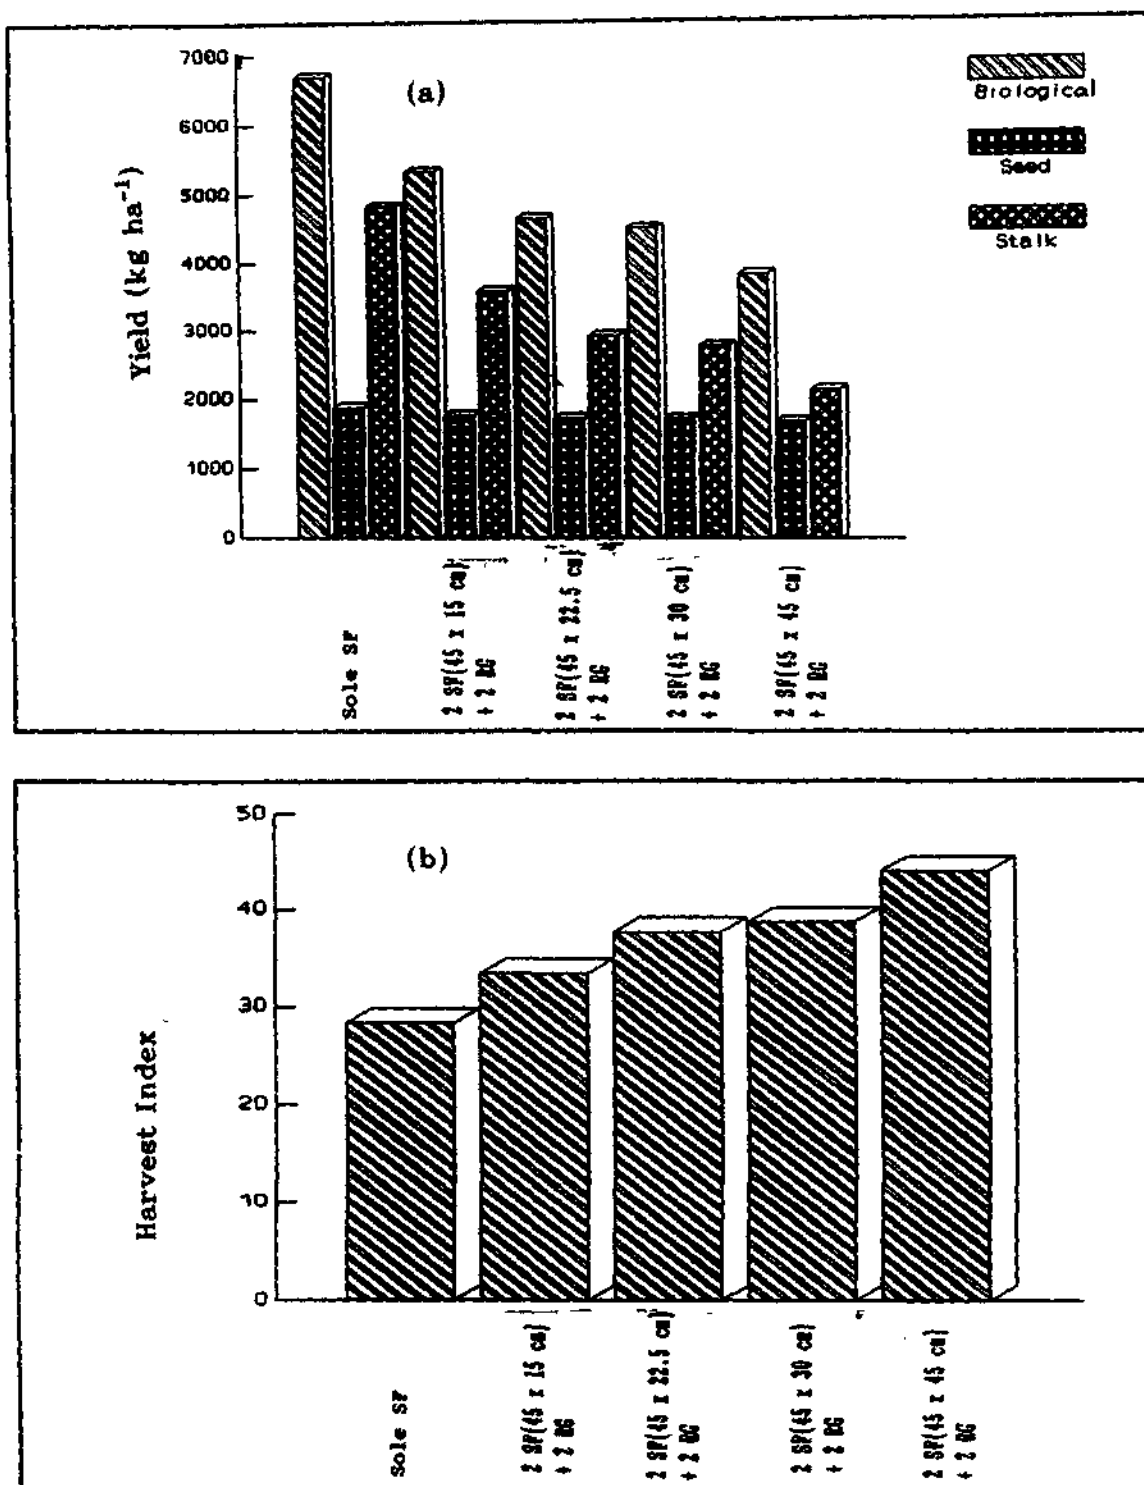 (a)
Yield (kg ha⁻¹)
7000
6000
5000
4000
3000
2000
1000
0
Biological
Seed
Stalk
Sole SF
2 SF(45 x 15 cm)
+ 2 BG
2 SF(45 x 22.5 cm)
+ 2 BG
2 SF(45 x 30 cm)
+ 2 BG
2 SF(45 x 45 cm)
+ 2 BG
(b)
Harvest Index
50
40
30
20
10
0
Sole SF
2 SF(45 x 15 cm)
+ 2 BG
2 SF(45 x 22.5 cm)
+ 2 BG
2 SF(45 x 30 cm)
+ 2 BG
2 SF(45 x 45 cm)
+ 2 BG